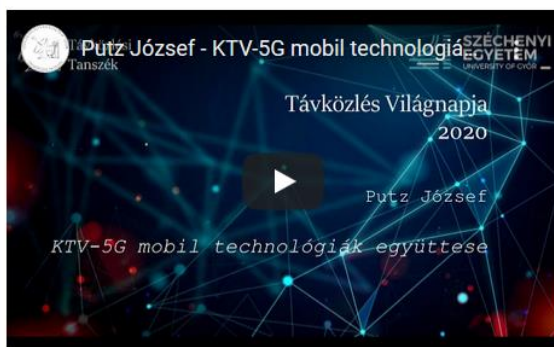 Putz József - KTV-5G mobil technologiá...
Tanszék
SZÉCHENYI
EGYETEM
UNIVERSITY OF GYŐR
Távközlés Világnapja
2020
Putz József
KTV-5G mobil technológiák együttese